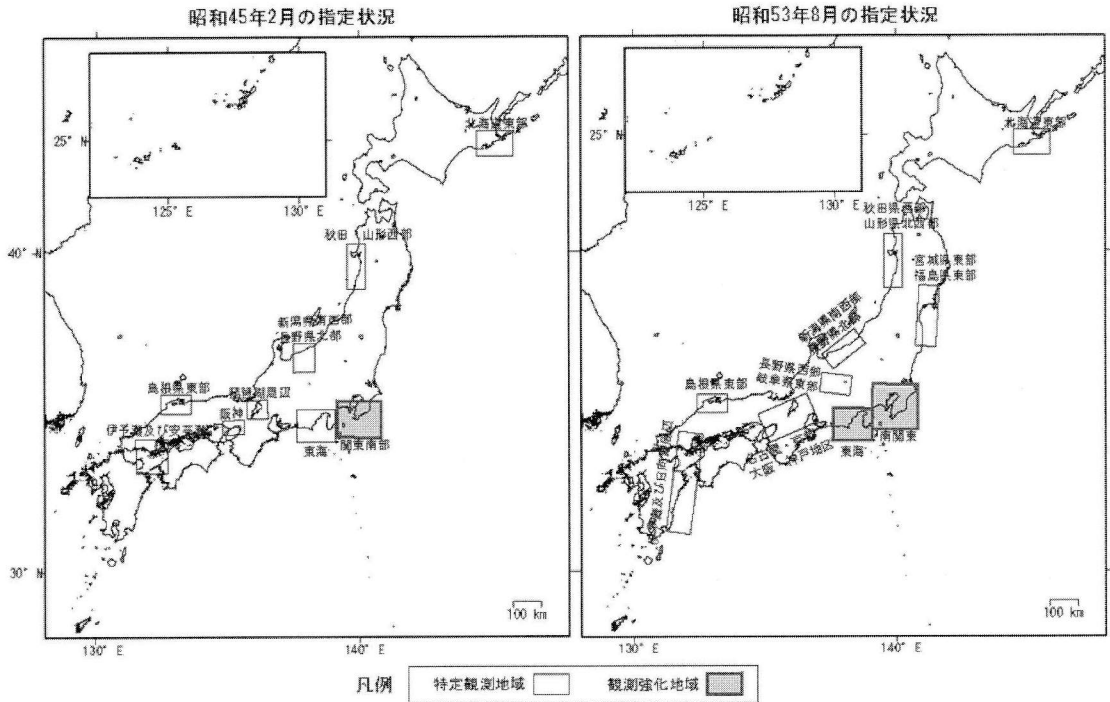 昭和45年2月の指定状況
北海道東部
25° N
125° E
130° E
秋田 山形西部
40° N
新潟県南西部
長野県北部
島根県東部
琵琶湖周辺
阪神
伊予灘及び安芸灘
東海
関東南部
30° N
100 km
130° E
140° E
昭和53年8月の指定状況
北海道東部
25° N
125° E
130° E
秋田県西部
山形県北西部
宮城県東部
福島県東部
新潟県南西部
長野県北部
長野県西部
岐阜県東部
島根県東部
南関東
東海
名古屋・京都
大阪・神戸地区
100 km
130° E
140° E
凡例
特定観測地域
観測強化地域